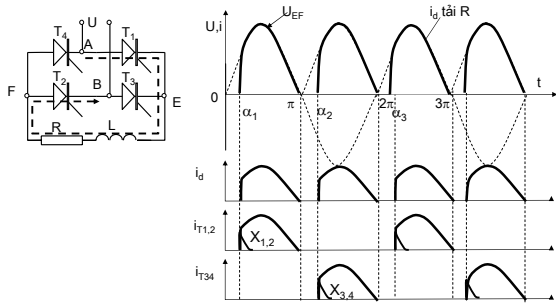 U
T4
A
T1
T2
B
T3
F
E
R
L
U,i
UEF
id tải R
t
0
α1
π
α2
2π
α3
3π
id
iT1,2
X1,2
iT34
X3,4